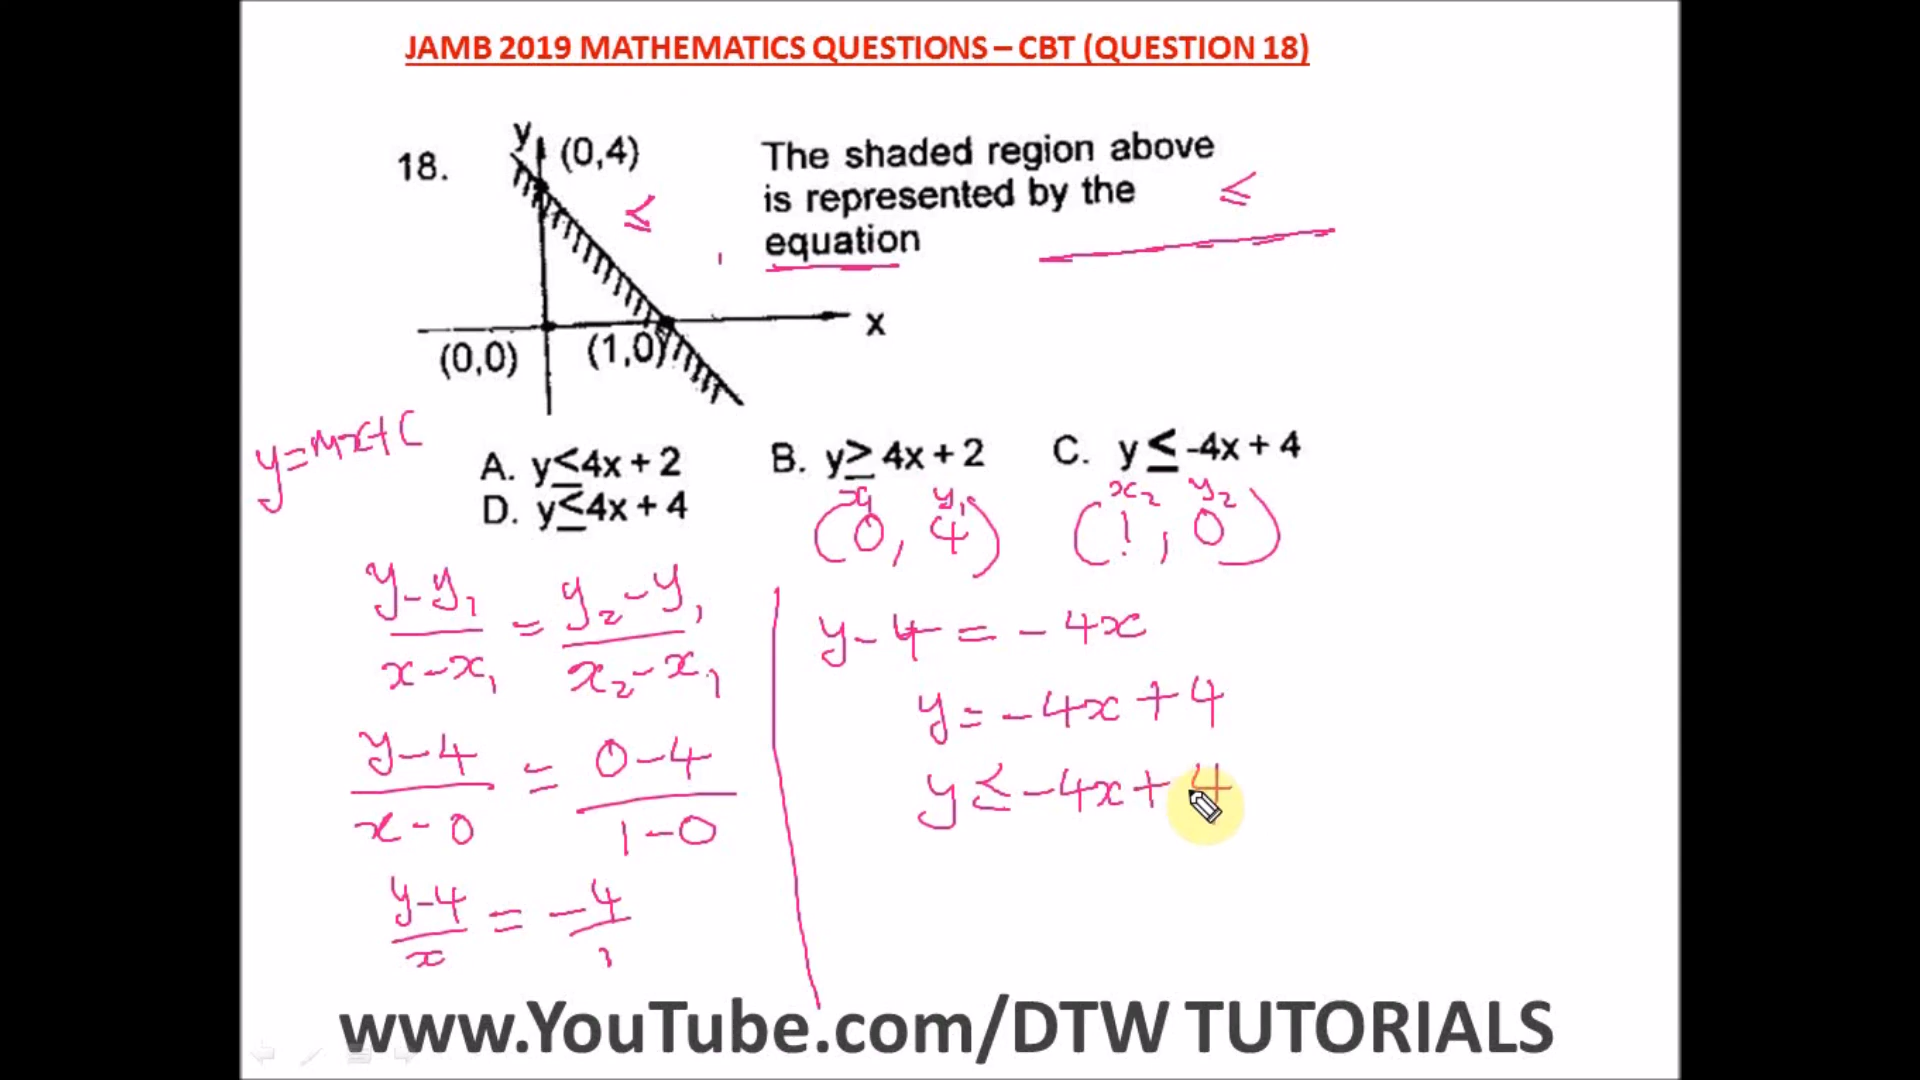 JAMB 2019 MATHEMATICS QUESTIONS – CBT (QUESTION 18)
18.
y
(0,4)
The shaded region above
is represented by the
equation
≤
≤
x
(0,0)
(1,0)
y=mx+c
A. y≤4x + 2 B. y≥ 4x + 2 C. y ≤ -4x + 4
D. y≤4x + 4
x₁ y₁ x₂ y₂
(0, 4) (1, 0)
y-y₁/x-x₁ = y₂-y₁/x₂-x₁
y-4/x-0 = 0-4/1-0
y-4/x = -4/1
y-4 = -4x
y = -4x+4
y ≤ -4x+4
www.YouTube.com/DTW TUTORIALS